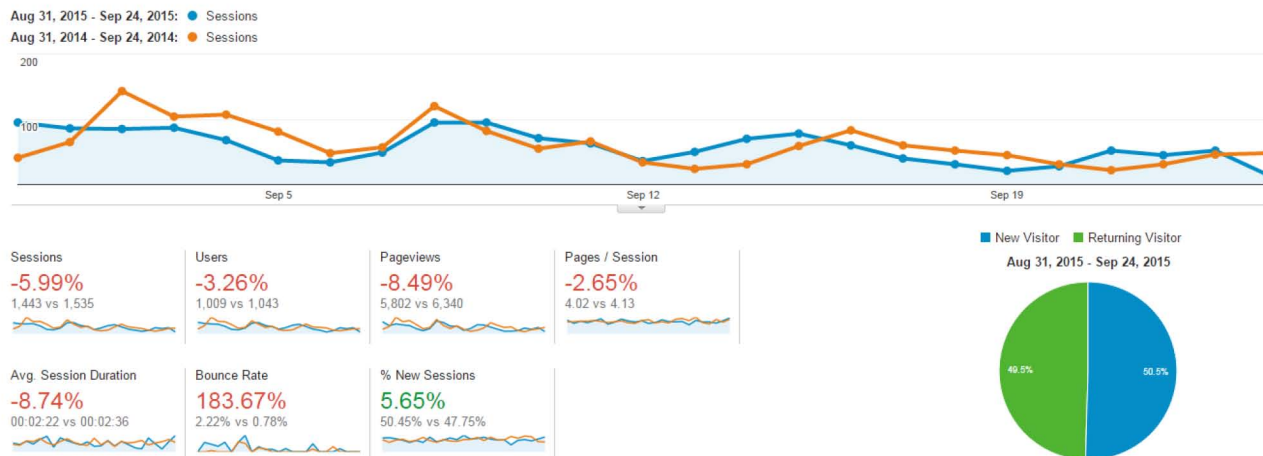 Aug 31, 2015 - Sep 24, 2015: Sessions
Aug 31, 2014 - Sep 24, 2014: Sessions
200
100
Sep 5 Sep 12 Sep 19
Sessions Users Pageviews Pages / Session
-5.99% -3.26% -8.49% -2.65%
1,443 vs 1,535 1,009 vs 1,043 5,802 vs 6,340 4.02 vs 4.13
Avg. Session Duration Bounce Rate % New Sessions
-8.74% 183.67% 5.65%
00:02:22 vs 00:02:36 2.22% vs 0.78% 50.45% vs 47.75%
New Visitor Returning Visitor
Aug 31, 2015 - Sep 24, 2015
49.5% 50.5%